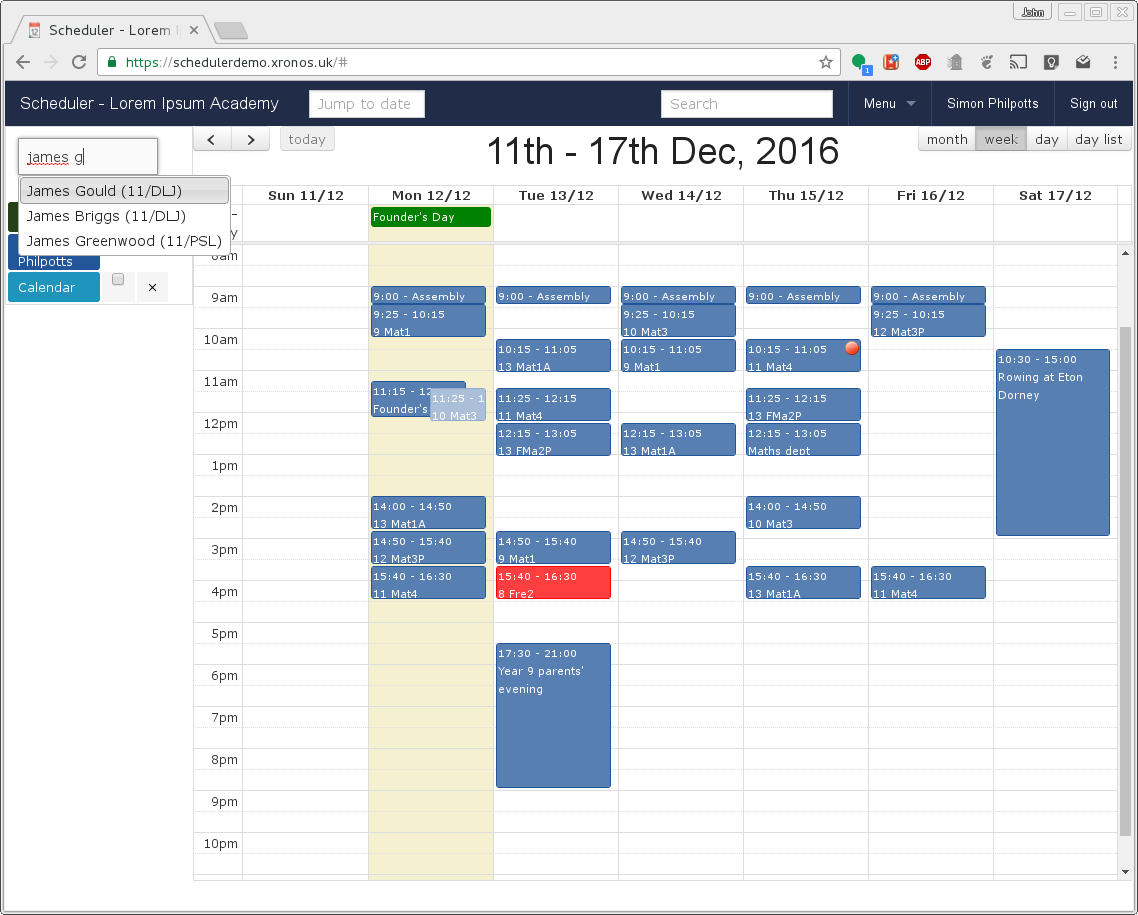 John
Scheduler - Lorem
https://schedulerdemo.xronos.uk/#
1
ABP
Scheduler - Lorem Ipsum Academy
Jump to date
Search
Menu
Simon Philpotts
Sign out
james g
James Gould (11/DLJ)
James Briggs (11/DLJ)
James Greenwood (11/PSL)
Philpotts
Calendar
today
11th - 17th Dec, 2016
month
week
day
day list
Sun 11/12
Mon 12/12
Tue 13/12
Wed 14/12
Thu 15/12
Fri 16/12
Sat 17/12
Founder's Day
9am
10am
11am
12pm
1pm
2pm
3pm
4pm
5pm
6pm
7pm
8pm
9pm
10pm
9:00 - Assembly
9:25 - 10:15
9 Mat1
11:15 - 12
Founder's
11:25 - 1
10 Mat3
14:00 - 14:50
13 Mat1A
14:50 - 15:40
12 Mat3P
15:40 - 16:30
11 Mat4
9:00 - Assembly
10:15 - 11:05
13 Mat1A
11:25 - 12:15
11 Mat4
12:15 - 13:05
13 FMa2P
14:50 - 15:40
9 Mat1
15:40 - 16:30
8 Fre2
17:30 - 21:00
Year 9 parents'
evening
9:00 - Assembly
9:25 - 10:15
10 Mat3
10:15 - 11:05
9 Mat1
12:15 - 13:05
13 Mat1A
14:50 - 15:40
12 Mat3P
9:00 - Assembly
10:15 - 11:05
11 Mat4
11:25 - 12:15
13 FMa2P
12:15 - 13:05
Maths dept
14:00 - 14:50
10 Mat3
15:40 - 16:30
13 Mat1A
9:00 - Assembly
9:25 - 10:15
12 Mat3P
15:40 - 16:30
11 Mat4
10:30 - 15:00
Rowing at Eton
Dorney